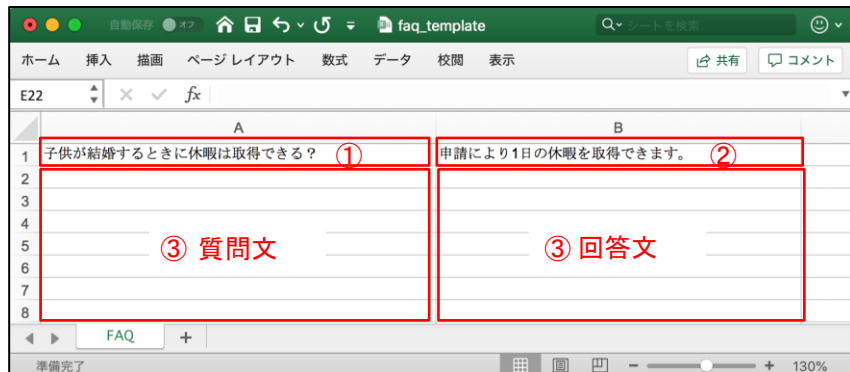 自動保存 オフ faq_template シートを検索
ホーム 挿入 描画 ページ レイアウト 数式 データ 校閲 表示 共有 コメント
E22 fx
A B
1 子供が結婚するときに休暇は取得できる？ ① 申請により1日の休暇を取得できます。 ②
2
3
4
5 ③ 質問文 ③ 回答文
6
7
8
FAQ +
準備完了 130%